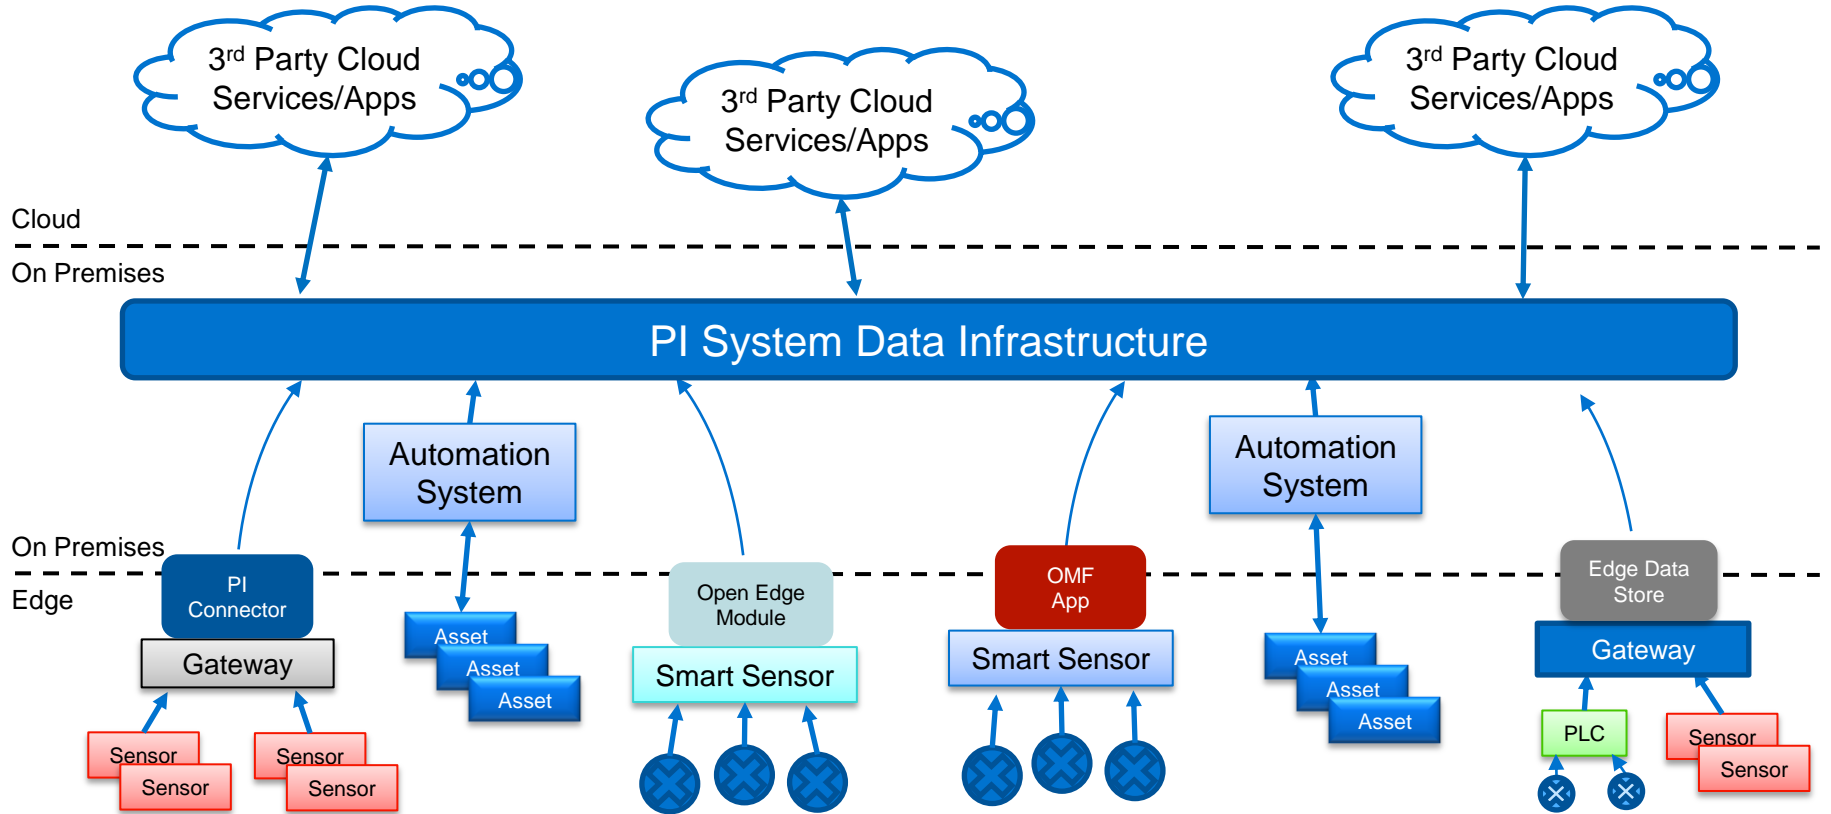 3rd Party Cloud
Services/Apps
3rd Party Cloud
Services/Apps
3rd Party Cloud
Services/Apps
Cloud
On Premises
PI System Data Infrastructure
Automation
System
Automation
System
On Premises
Edge
PI
Connector
Gateway
Sensor
Sensor
Sensor
Sensor
Asset
Asset
Asset
Open Edge
Module
Smart Sensor
OMF
App
Smart Sensor
Asset
Asset
Asset
Edge Data
Store
Gateway
PLC
Sensor
Sensor